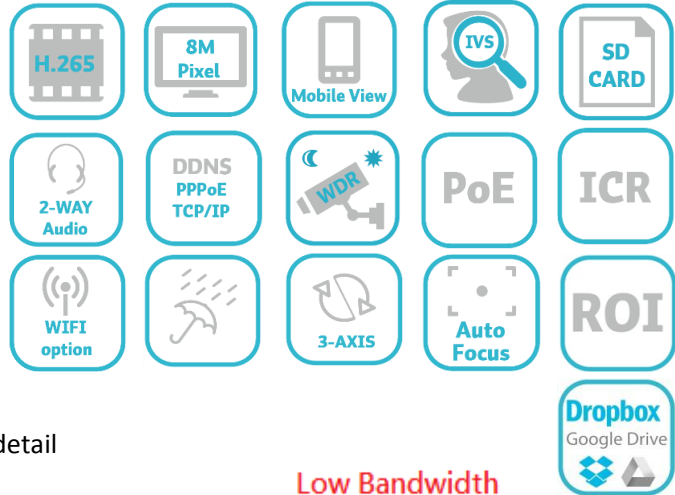 H.265
8M
Pixel
Mobile View
IVS
SD
CARD
2-WAY
Audio
DDNS
PPPoE
TCP/IP
WDR
PoE
ICR
WIFI
option
3-AXIS
Auto
Focus
ROI
Dropbox
Google Drive
detail
Low Bandwidth